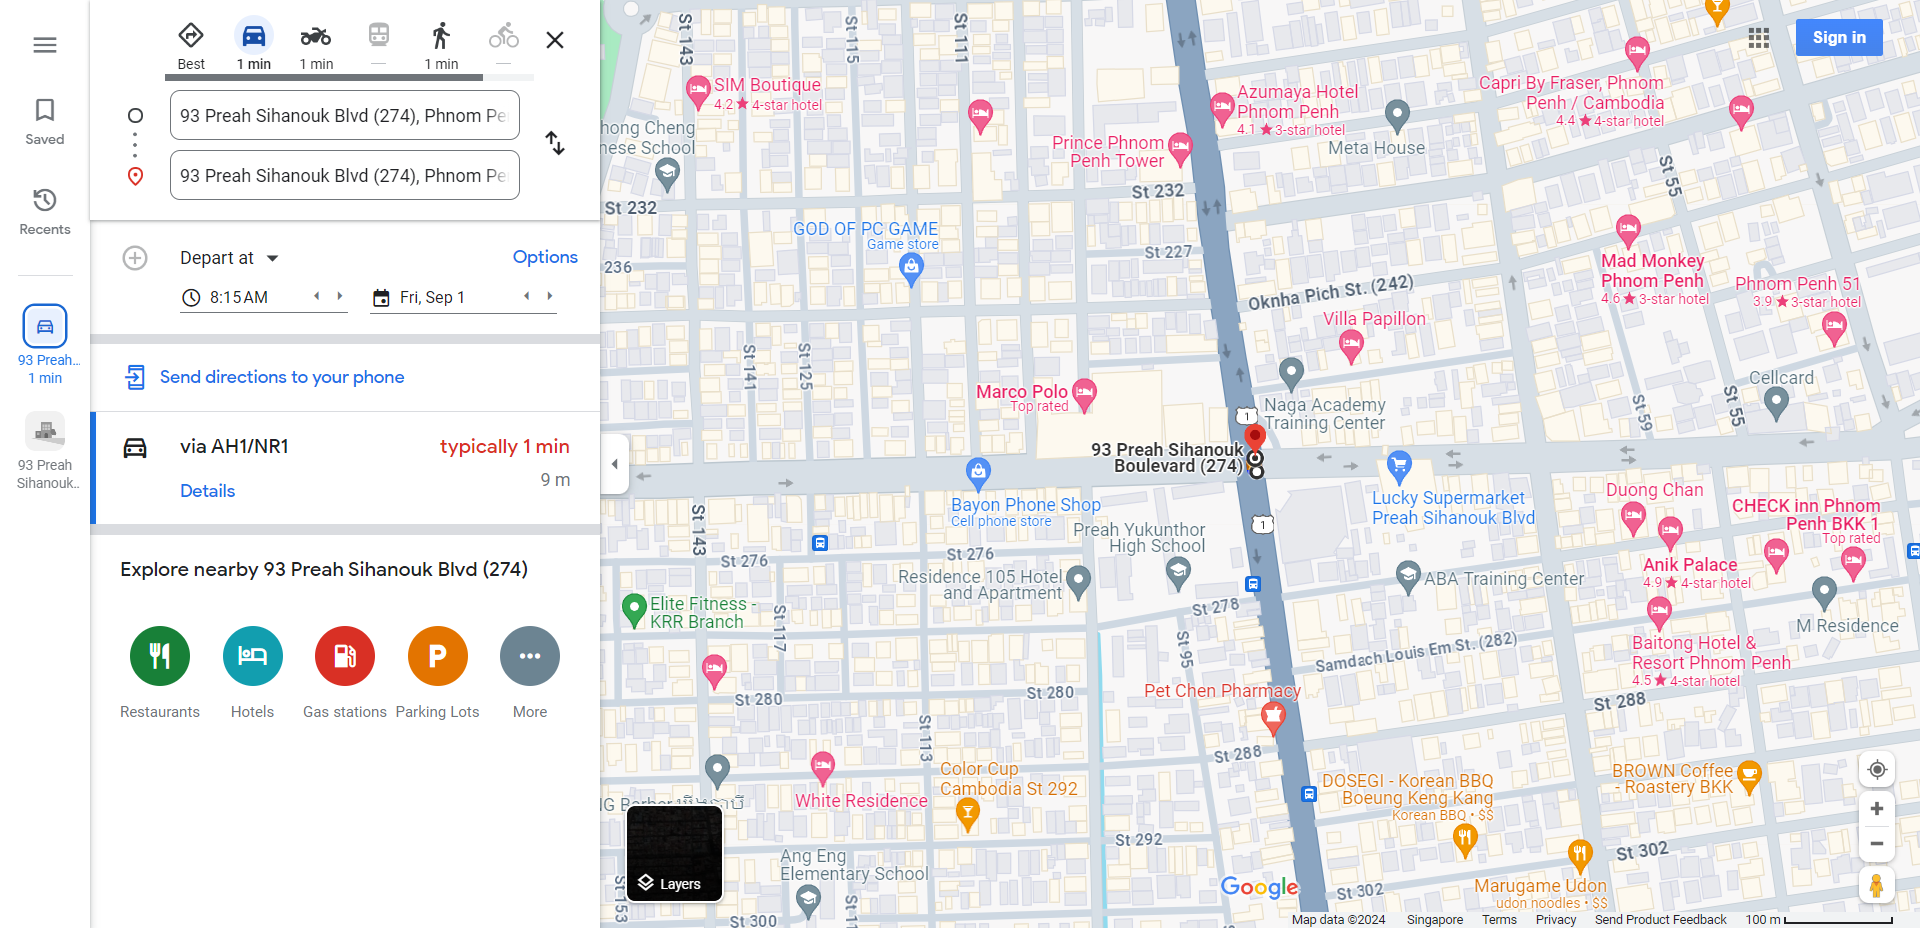 Saved
Recents
93 Preah...
1 min
93 Preah
Sihanouk..
Best
1 min
1 min
—
1 min
—
93 Preah Sihanouk Blvd (274), Phnom Pe
93 Preah Sihanouk Blvd (274), Phnom Pe
Depart at
Options
8:15 AM
Fri, Sep 1
Send directions to your phone
via AH1/NR1
typically 1 min
9 m
Details
Explore nearby 93 Preah Sihanouk Blvd (274)
P
Restaurants
Hotels
Gas stations
Parking Lots
More
Sign in
St 143
St 115
St 111
SIM Boutique
4.2★4-star hotel
Azumaya Hotel
Phnom Penh
4.1★3-star hotel
Meta House
Capri By Fraser, Phnom
Penh / Cambodia
4.4★4-star hotel
hong Cheng
nese School
Prince Phnom
Penh Tower
St 55
St 232
St 232
GOD OF PC GAME
Game store
St 227
236
Oknha Pich St. (242)
Mad Monkey
Phnom Penh
4.6★3-star hotel
Phnom Penh 51
3.9★3-star hotel
Villa Papillon
St 141
St 125
Marco Polo
Top rated
1
Naga Academy
Training Center
Cellcard
St 59
St 55
93 Preah Sihanouk
Boulevard (274)
Bayon Phone Shop
Cell phone store
Lucky Supermarket
Preah Sihanouk Blvd
Duong Chan
CHECK inn Phnom
Penh BKK 1
Top rated
St 143
1
Preah Yukunthor
High School
St 276
St 276
Residence 105 Hotel
and Apartment
ABA Training Center
Anik Palace
4.9★4-star hotel
Elite Fitness -
KRR Branch
St 117
St 278
St 95
Samdach Louis Em St. (282)
M Residence
Baitong Hotel &
Resort Phnom Penh
4.5★4-star hotel
St 280
St 280
Pet Chen Pharmacy
St 288
St 113
St 288
Color Cup
Cambodia St 292
White Residence
DOSEGI - Korean BBQ
Boeung Keng Kang
Korean BBQ • $$
BROWN Coffee
- Roastery BKK
St 292
Ang Eng
Elementary School
St 302
St 302
Marugame Udon
udon noodles • $$
St 153
St 11
St 300
Layers
Google
Map data ©2024
Singapore
Terms
Privacy
Send Product Feedback
100 m